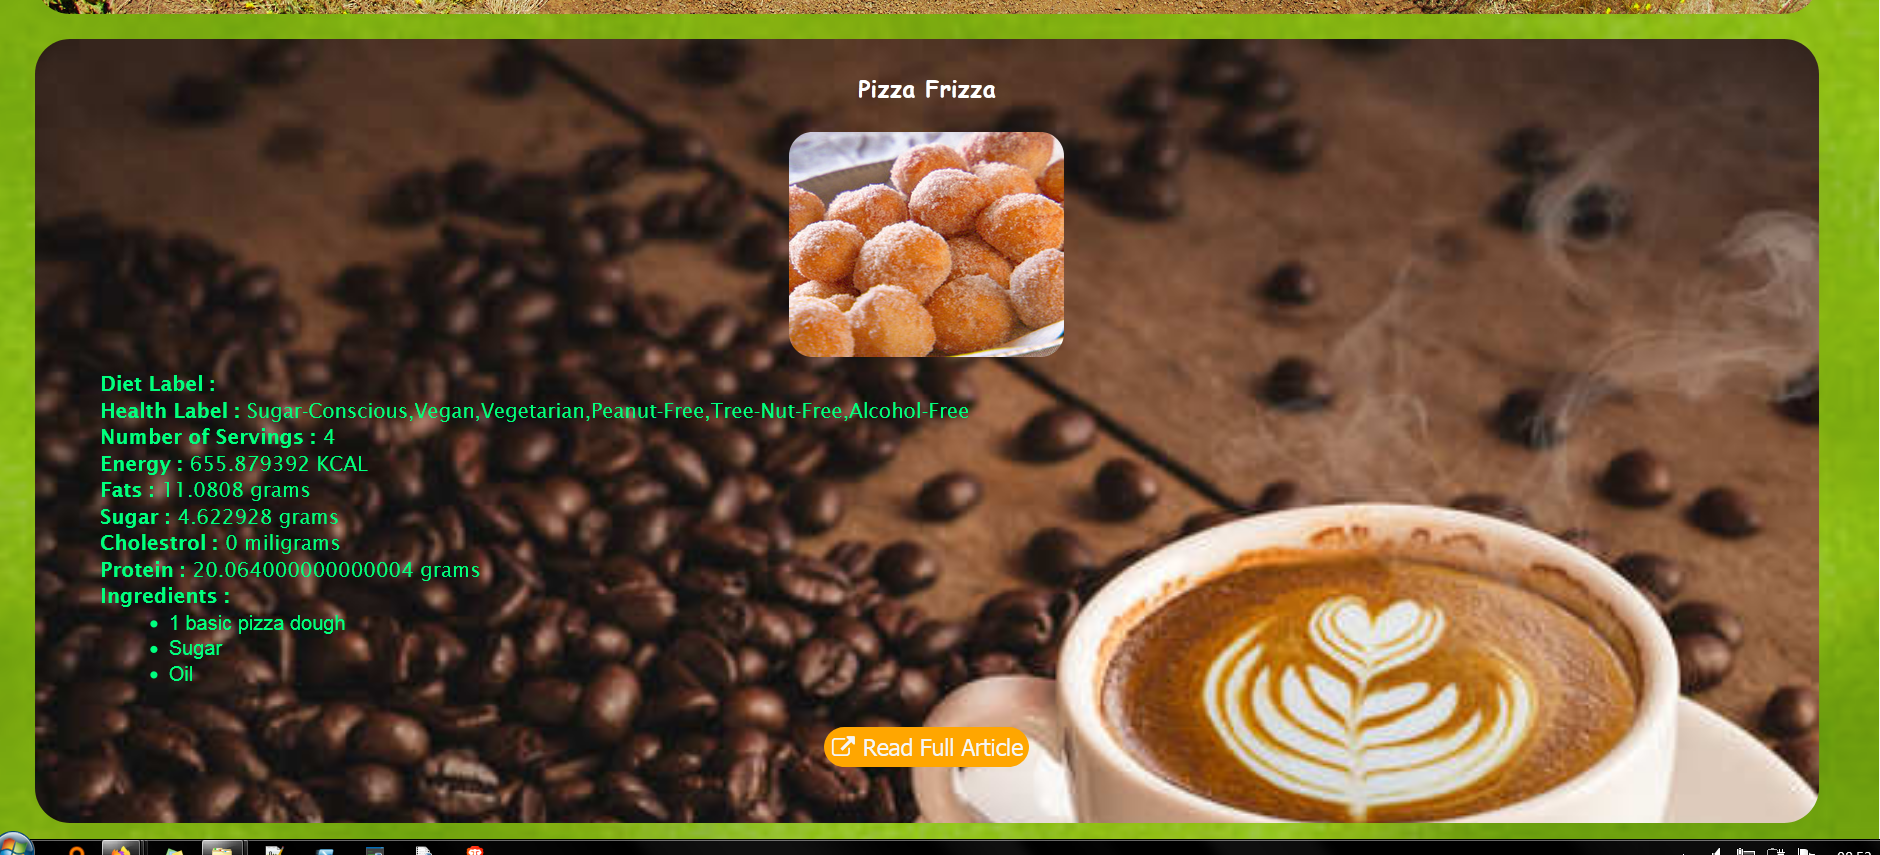 Pizza Frizza
Diet Label :
Health Label : Sugar-Conscious,Vegan,Vegetarian,Peanut-Free,Tree-Nut-Free,Alcohol-Free
Number of Servings : 4
Energy : 655.879392 KCAL
Fats : 11.0808 grams
Sugar : 4.622928 grams
Cholestrol : 0 miligrams
Protein : 20.064000000000004 grams
Ingredients :
• 1 basic pizza dough
• Sugar
• Oil
Read Full Article